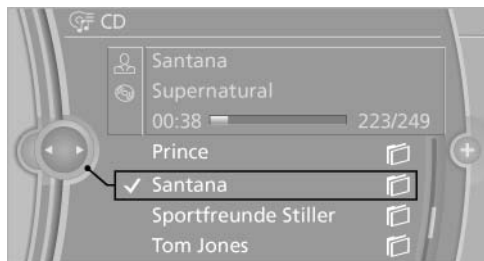 CD
Santana
Supernatural
00:38 223/249
Prince
Santana
Sportfreunde Stiller
Tom Jones